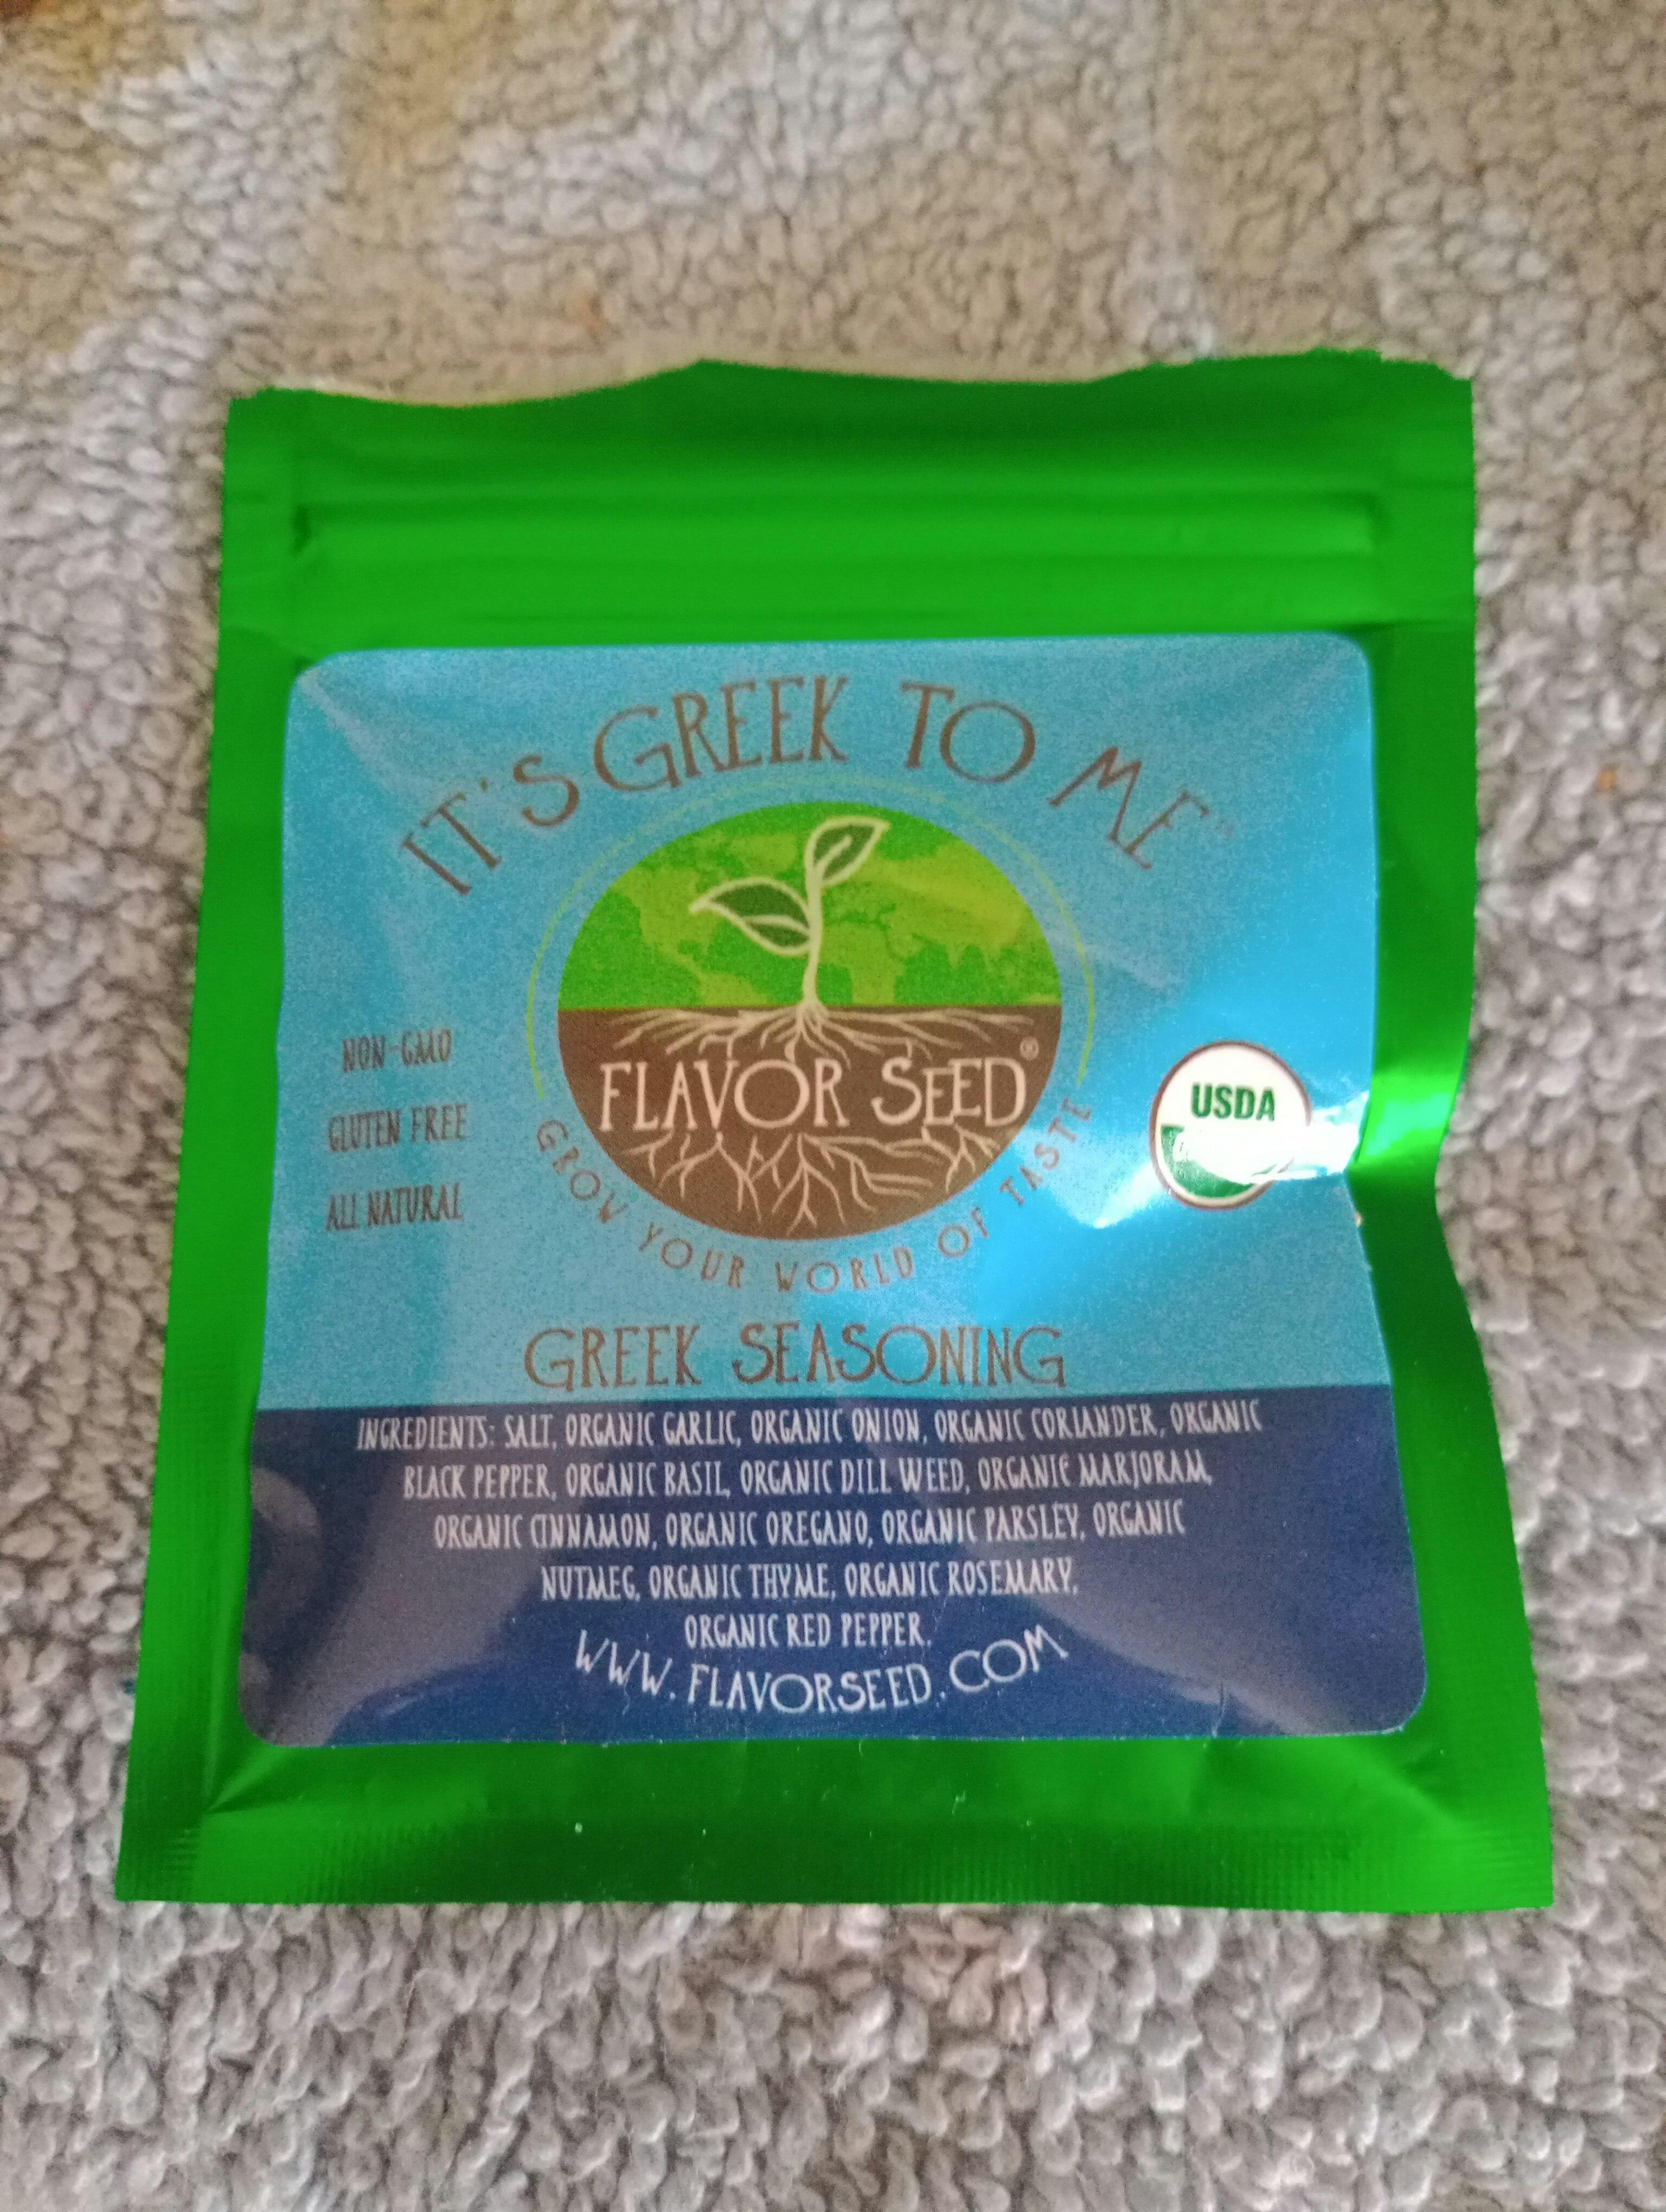 IT'S GREEK TO ME™
FLAVOR SEED®
GROW YOUR WORLD OF TASTE
NON-GMO
GLUTEN FREE
ALL NATURAL
USDA
GREEK SEASONING
INGREDIENTS: SALT, ORGANIC GARLIC, ORGANIC ONION, ORGANIC CORIANDER, ORGANIC
BLACK PEPPER, ORGANIC BASIL, ORGANIC DILL WEED, ORGANIC MARJORAM,
ORGANIC CINNAMON, ORGANIC OREGANO, ORGANIC PARSLEY, ORGANIC
NUTMEG, ORGANIC THYME, ORGANIC ROSEMARY,
ORGANIC RED PEPPER.
WWW.FLAVORSEED.COM